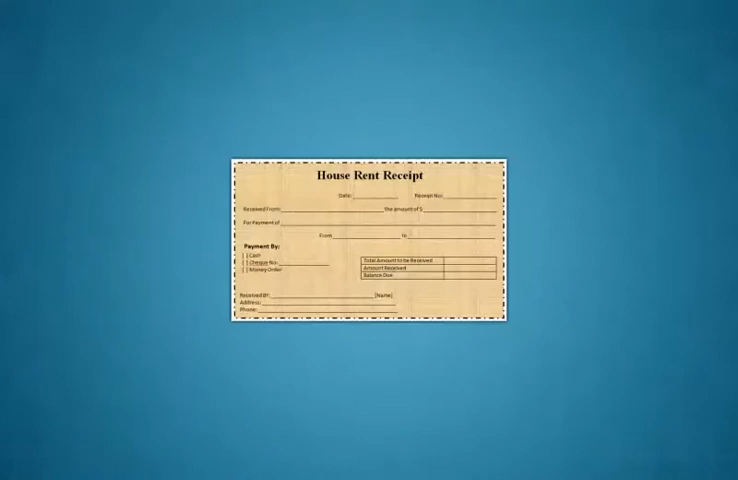 House Rent Receipt
Date: Receipt No:
Received From: the amount of $
For Payment of
From to
Payment By:
[ ] Cash
[ ] Cheque No:
[ ] Money Order
Total Amount to be Received
Amount Received
Balance Due
Received BY: [Name]
Address:
Phone: